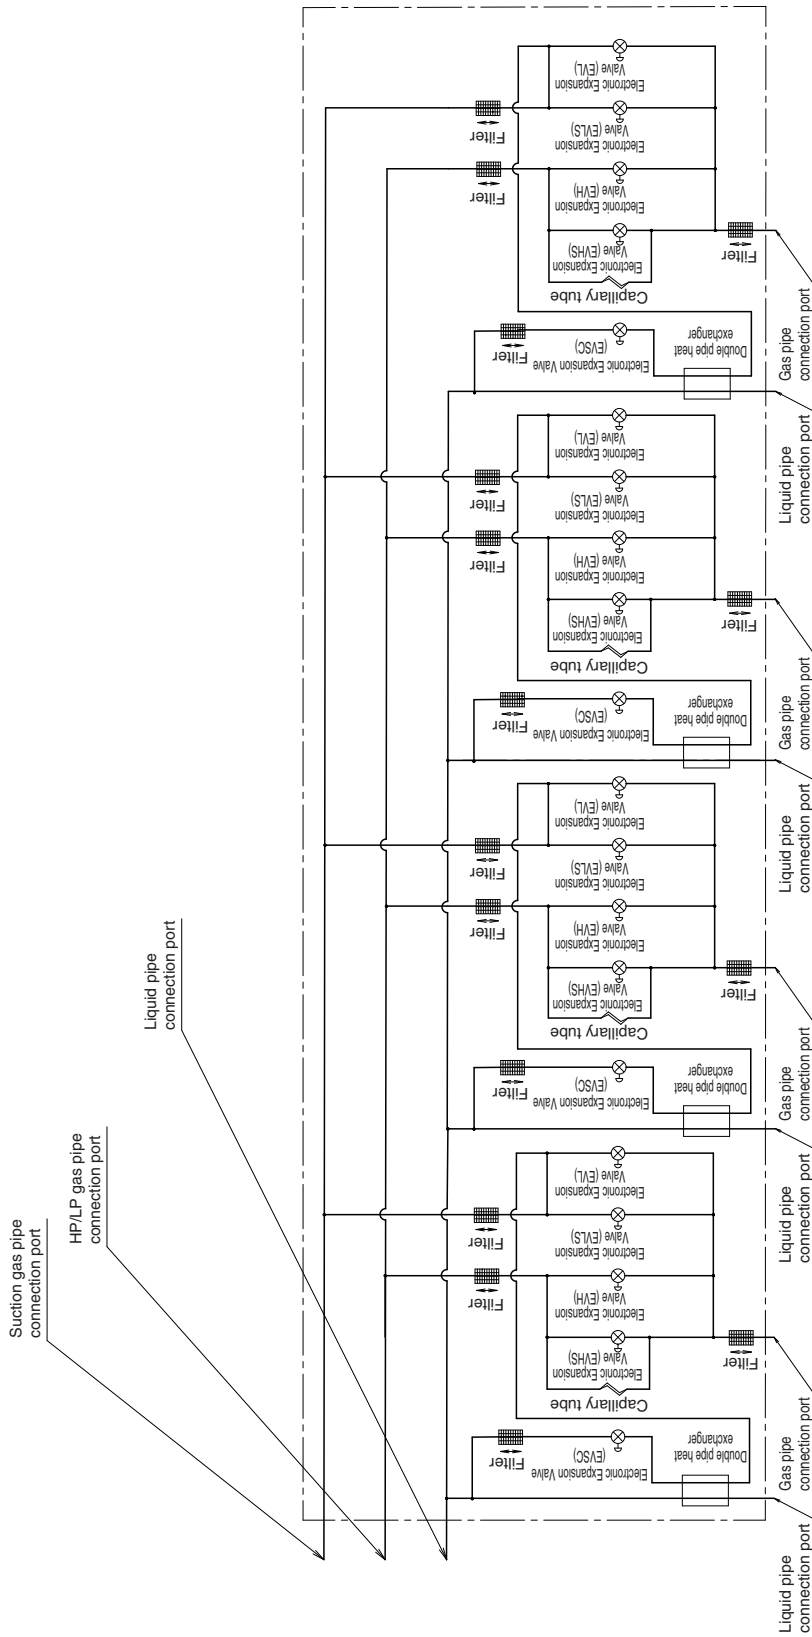 Suction gas pipe
connection port
HP/LP gas pipe
connection port
Liquid pipe
connection port
Electronic Expansion
Valve (EVL)
Filter
Electronic Expansion
Valve (EVLS)
Filter
Electronic Expansion
Valve (EVH)
Electronic Expansion
Valve (EVHS)
Filter
Capillary tube
Filter
Electronic Expansion Valve
(EVSC)
Double pipe heat
exchanger
Gas pipe
connection port
Liquid pipe
connection port
Electronic Expansion
Valve (EVL)
Filter
Electronic Expansion
Valve (EVLS)
Filter
Electronic Expansion
Valve (EVH)
Electronic Expansion
Valve (EVHS)
Filter
Capillary tube
Filter
Electronic Expansion Valve
(EVSC)
Double pipe heat
exchanger
Gas pipe
connection port
Liquid pipe
connection port
Electronic Expansion
Valve (EVL)
Filter
Electronic Expansion
Valve (EVLS)
Filter
Electronic Expansion
Valve (EVH)
Electronic Expansion
Valve (EVHS)
Filter
Capillary tube
Filter
Electronic Expansion Valve
(EVSC)
Double pipe heat
exchanger
Gas pipe
connection port
Liquid pipe
connection port
Electronic Expansion
Valve (EVL)
Filter
Electronic Expansion
Valve (EVLS)
Filter
Electronic Expansion
Valve (EVH)
Electronic Expansion
Valve (EVHS)
Filter
Capillary tube
Filter
Electronic Expansion Valve
(EVSC)
Double pipe heat
exchanger
Gas pipe
connection port
Liquid pipe
connection port